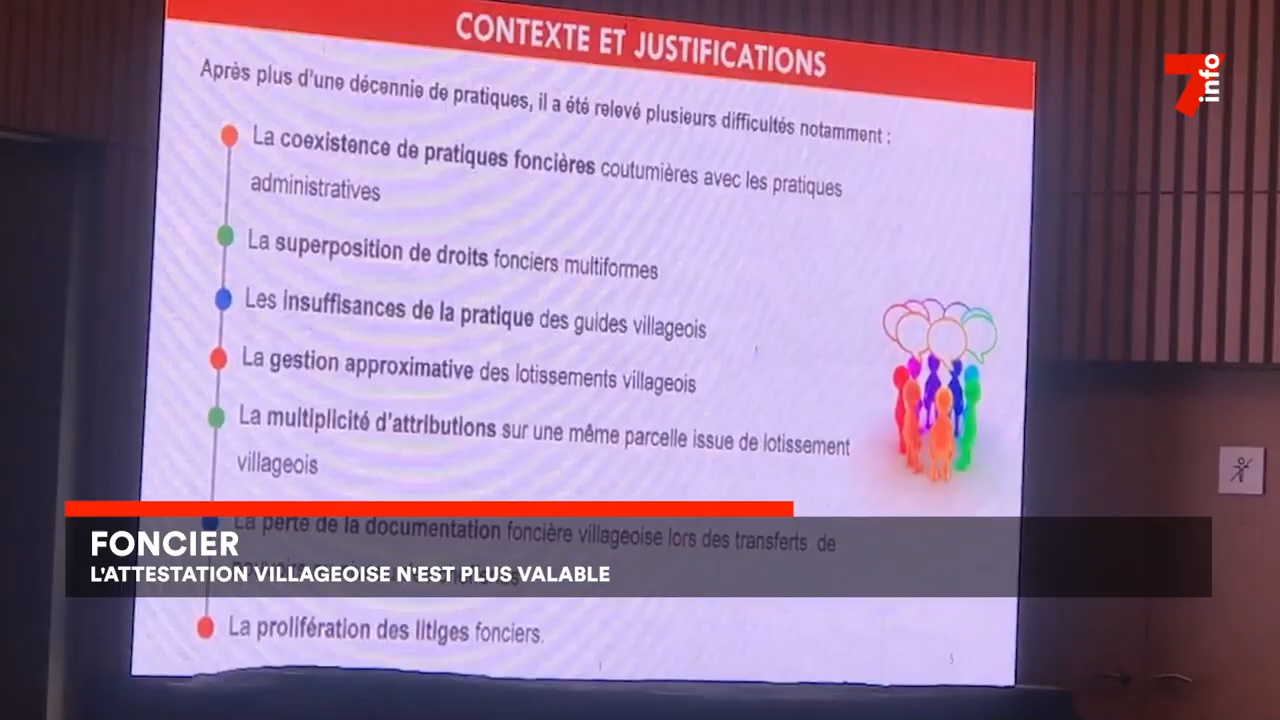 CONTEXTE ET JUSTIFICATIONS
7info
Après plus d'une décennie de pratiques, il a été relevé plusieurs difficultés notamment :
La coexistence de pratiques foncières coutumières avec les pratiques
administratives
La superposition de droits fonciers multiformes
Les insuffisances de la pratique des guides villageois
La gestion approximative des lotissements villageois
La multiplicité d'attributions sur une même parcelle issue de lotissement
villageois
La perte de la documentation foncière villageoise lors des transferts de
FONCIER
L'ATTESTATION VILLAGEOISE N'EST PLUS VALABLE
La prolifération des litiges fonciers.
5